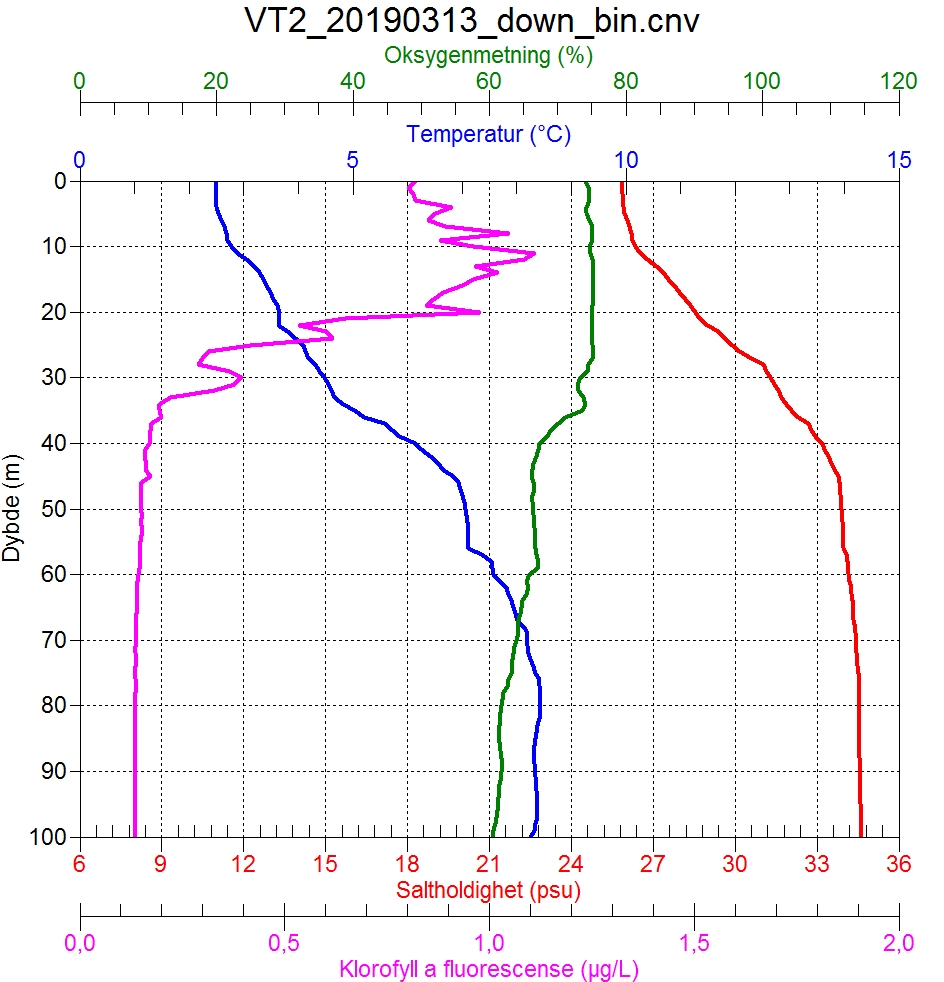 VT2_20190313_down_bin.cnv
Oksygenmetning (%)
0 20 40 60 80 100 120
Temperatur (°C)
0 5 10 15
0
10
20
30
40
50
60
70
80
90
100
Dybde (m)
6 9 12 15 18 21 24 27 30 33 36
Saltholdighet (psu)
0,0 0,5 1,0 1,5 2,0
Klorofyll a fluorescense (µg/L)